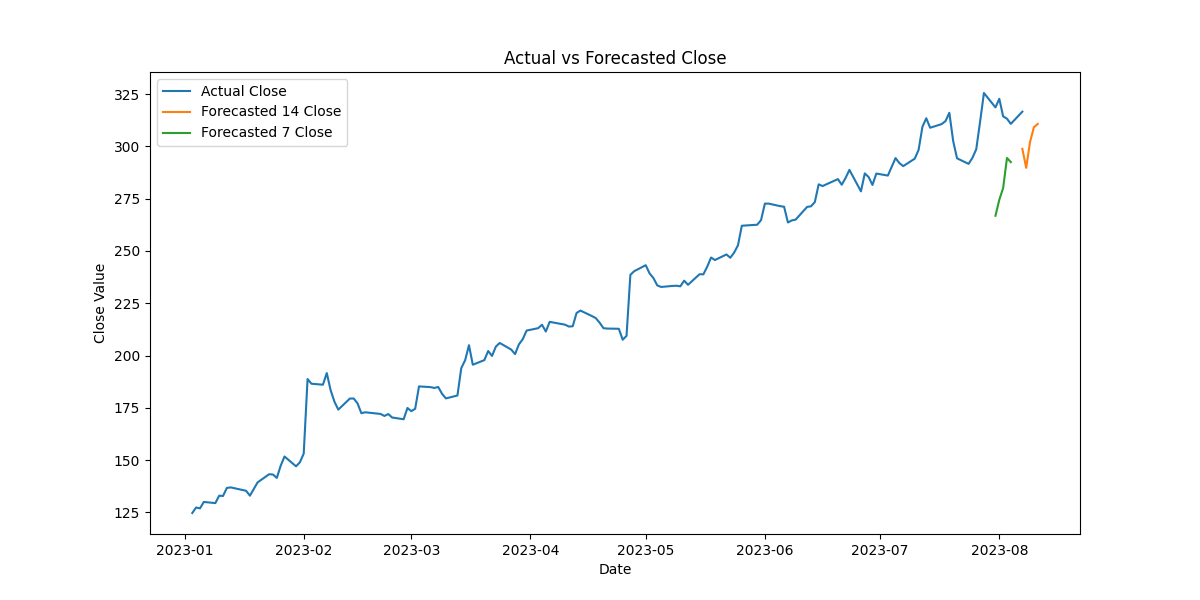 Actual vs Forecasted Close
Actual Close
Forecasted 14 Close
Forecasted 7 Close
325
300
275
250
225
200
175
150
125
Close Value
2023-01 2023-02 2023-03 2023-04 2023-05 2023-06 2023-07 2023-08
Date